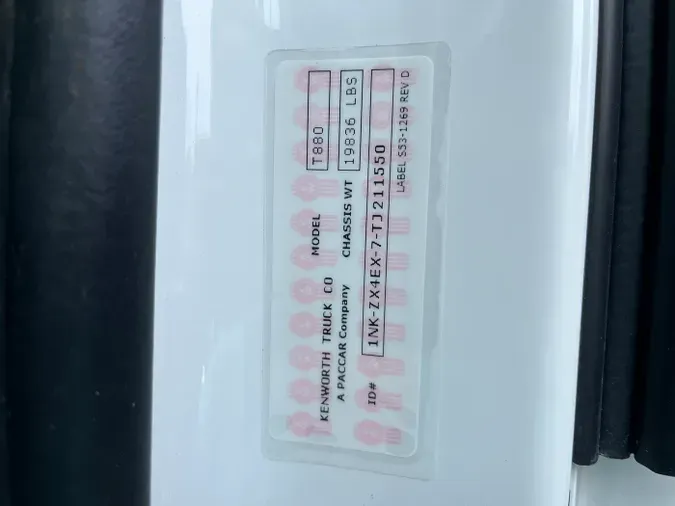 KENWORTH TRUCK CO MODEL T880
A PACCAR Company CHASSIS WT 19836 LBS
ID# 1NK-ZX4EX-7-TJ211550
LABEL S53-1269 REV D